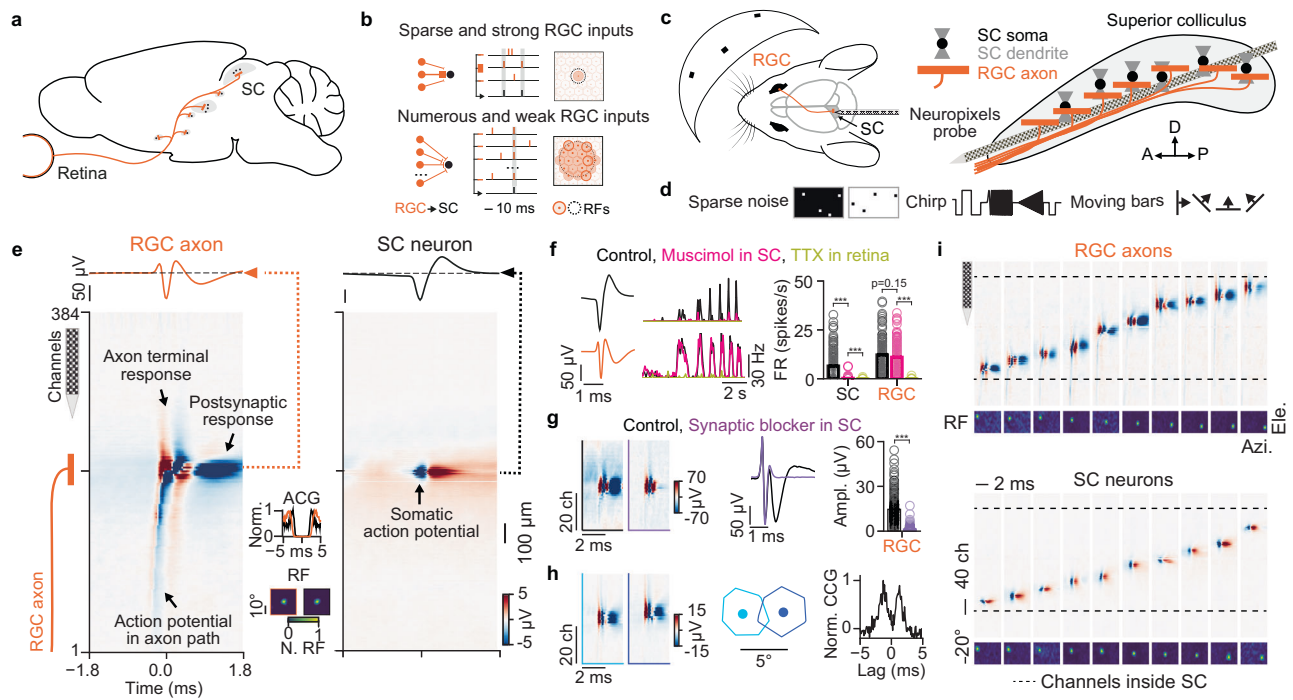 a
SC
Retina
b
Sparse and strong RGC inputs
Numerous and weak RGC inputs
...
RGC→SC
– 10 ms
RFs
c
RGC
SC
Superior colliculus
SC soma
SC dendrite
RGC axon
Neuropixels
probe
D
A
P
d
Sparse noise
Chirp
Moving bars
e
RGC axon
SC neuron
50 µV
384
Channels
Axon terminal
response
Postsynaptic
response
Somatic
action potential
ACG
1.
Norm.
0.
−5 ms 5
RF
10°
0 1
N. RF
Action potential
in axon path
RGC axon
1
−1.8 0.0 1.8
Time (ms)
100 µm
5
µV
-5
f
Control, Muscimol in SC, TTX in retina
50 µV
1 ms
30 Hz
2 s
50
25
0
FR (spikes/s)
p=0.15
***
***
***
SC
RGC
g
Control, Synaptic blocker in SC
20 ch
2 ms
70
µV
-70
50 µV
1 ms
60
30
0
Ampl. (µV)
***
RGC
h
20 ch
2 ms
15
µV
-15
5°
1
0
Norm. CCG
−5 0 5
Lag (ms)
i
RGC axons
RF
Ele.
Azi.
– 2 ms
SC neurons
40 ch
-20°
---- Channels inside SC